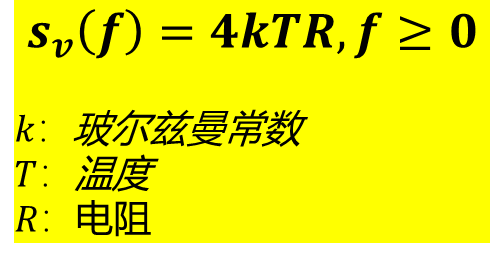 𝒔ᵥ(𝒇) = 𝟒𝒌𝑻𝑹, 𝒇 ≥ 𝟎
k: 玻尔兹曼常数
T: 温度
R: 电阻